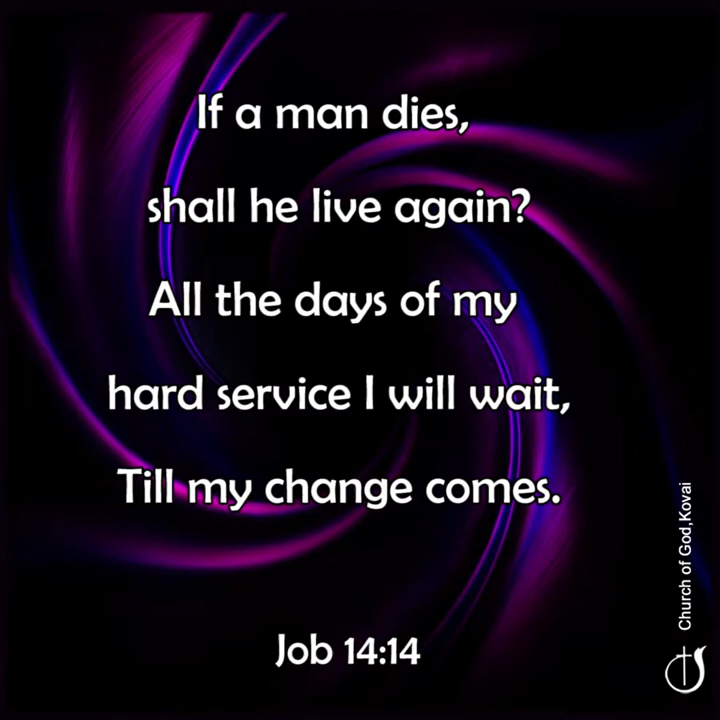 If a man dies,
shall he live again?
All the days of my
hard service I will wait,
Till my change comes.
Job 14:14
Church of God,Kovai